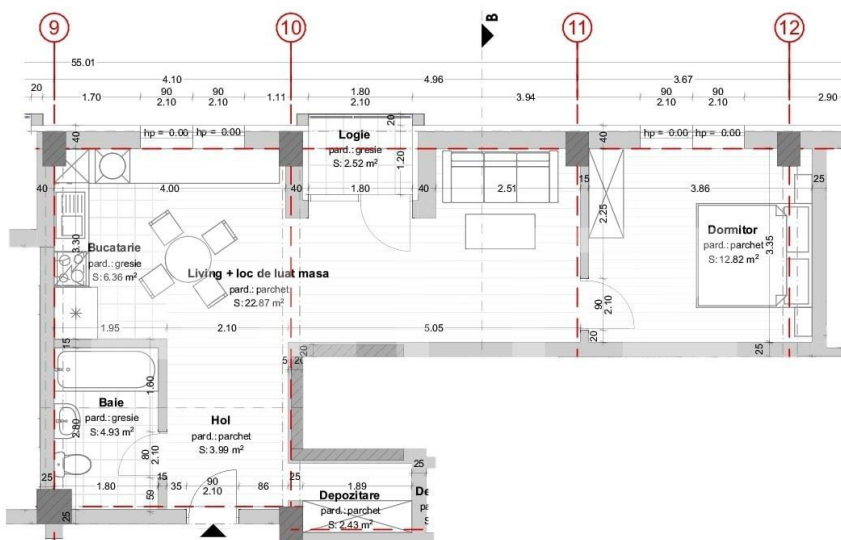 9
10
11
12
B
55.01
4.10
4.96
3.67
20
1.70
90
2.10
90
2.10
1.11
1.80
2.10
3.94
90
2.10
90
2.10
2.90
40
hp = 0.00
hp = 0.00
20
40
hp = 0.00
hp = 0.00
Logie
pard.: gresie
S: 2.52 m²
1.20
40
4.00
40
1.80
40
2.51
15
3.86
25
2.25
Bucatarie
pard.: gresie
S: 6.36 m²
3.30
Living + loc de luat masa
pard.: parchet
S: 22.87 m²
Dormitor
pard.: parchet
S: 12.82 m²
3.35
90
2.10
1.95
2.10
5.05
20
15
20
25
5
20
1.60
Baie
pard.: gresie
S: 4.93 m²
2.80
Hol
pard.: parchet
S: 3.99 m²
80
2.10
25
15
25
25
1.80
59
35
90
2.10
86
1.89
Depozitare
pard.: parchet
S: 2.43 m²
De
pa
S:
25